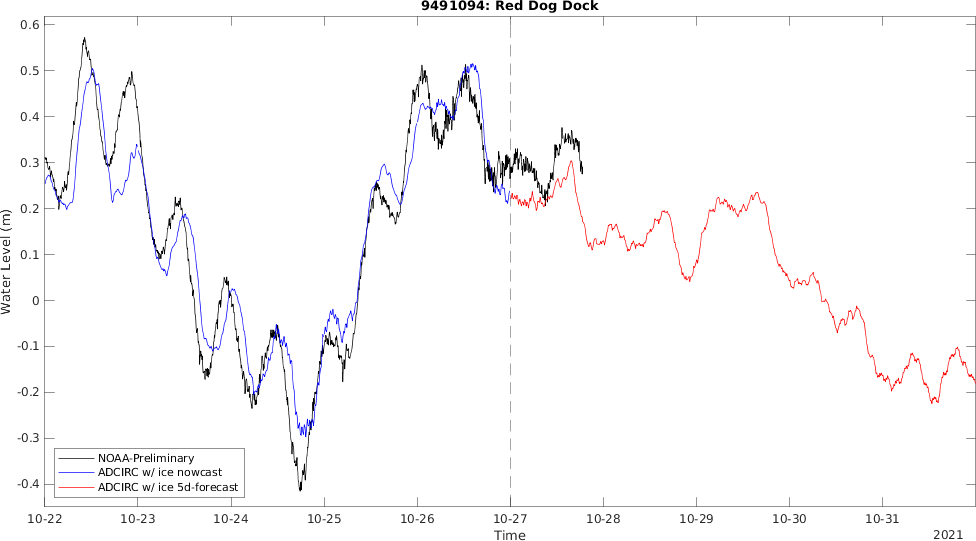 9491094: Red Dog Dock
Water Level (m)
0.6
0.5
0.4
0.3
0.2
0.1
0
-0.1
-0.2
-0.3
-0.4
NOAA-Preliminary
ADCIRC w/ ice nowcast
ADCIRC w/ ice 5d-forecast
10-22 10-23 10-24 10-25 10-26 10-27 10-28 10-29 10-30 10-31
Time
2021